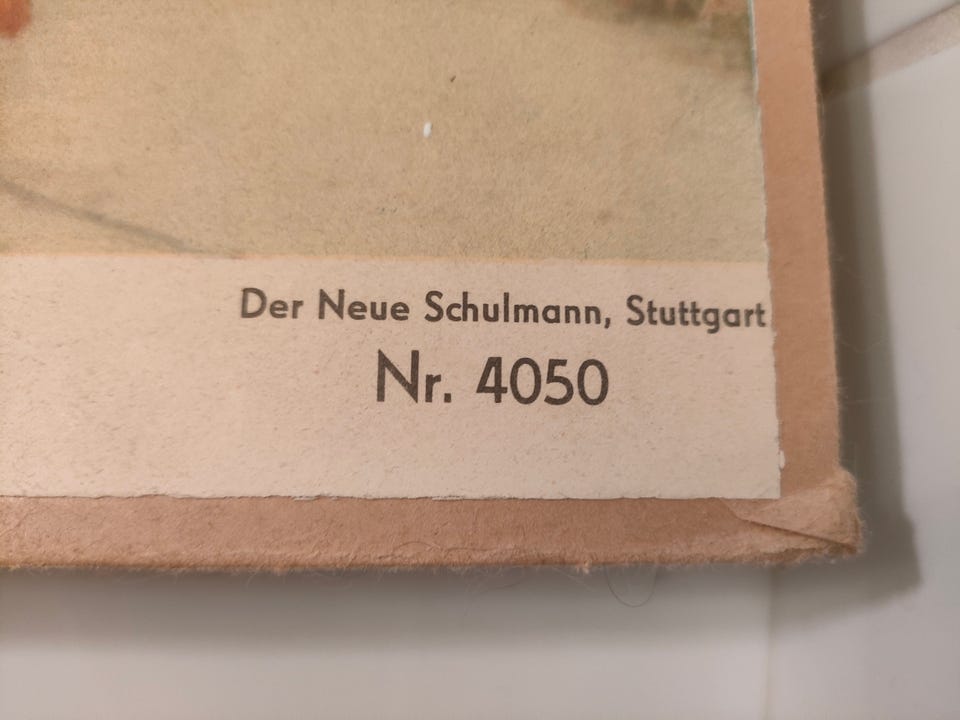 Der Neue Schulmann, Stuttgart
Nr. 4050